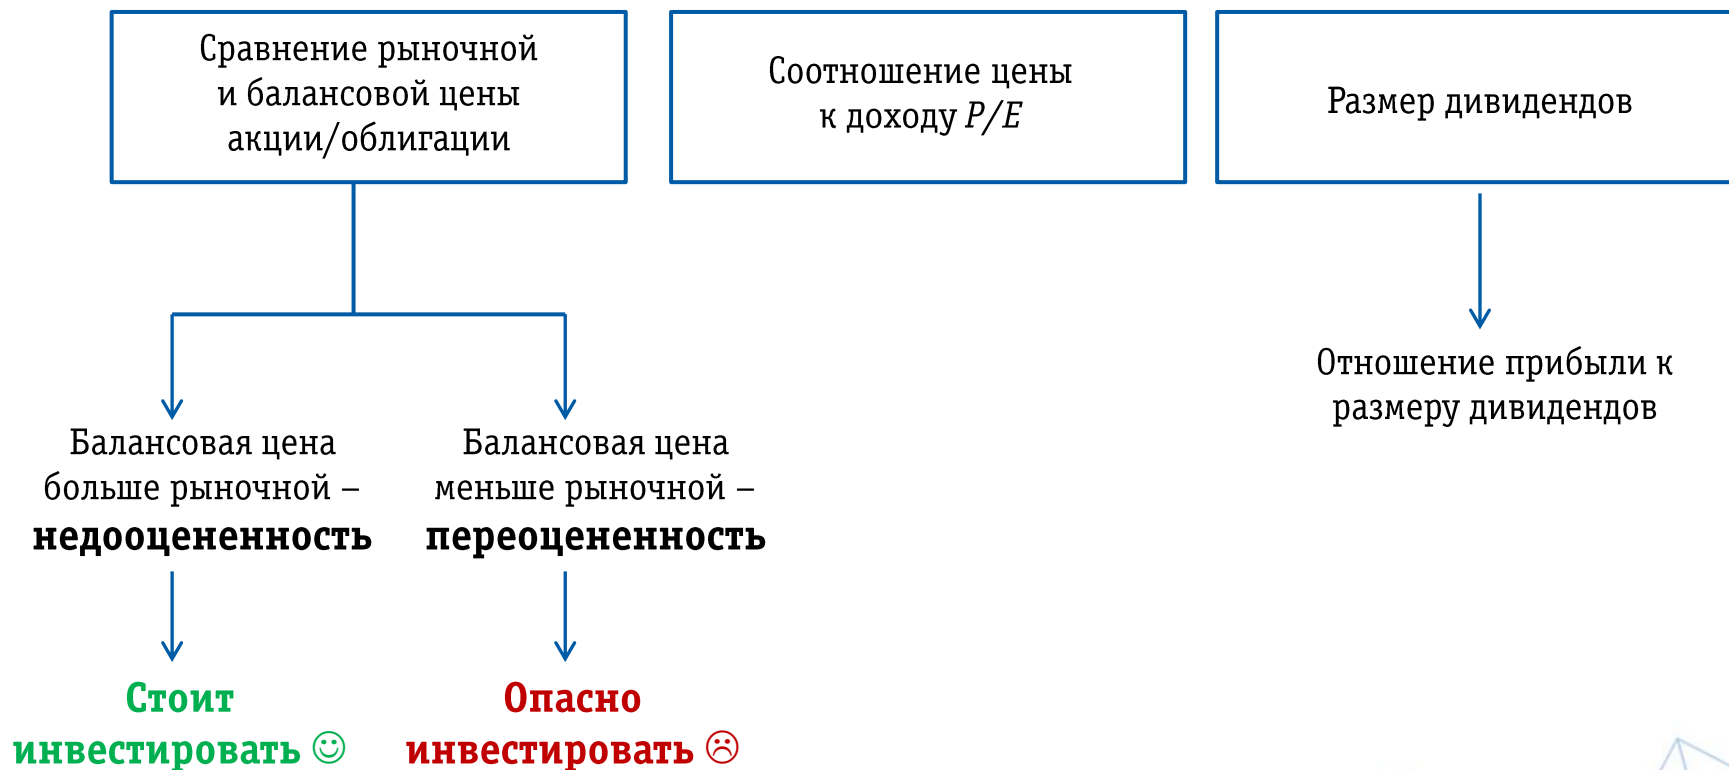 Сравнение рыночной
и балансовой цены
акции/облигации
Соотношение цены
к доходу P/E
Размер дивидендов
Балансовая цена
больше рыночной –
недооцененность
Балансовая цена
меньше рыночной –
переоцененность
Отношение прибыли к
размеру дивидендов
Стоит
инвестировать ☺
Опасно
инвестировать ☹